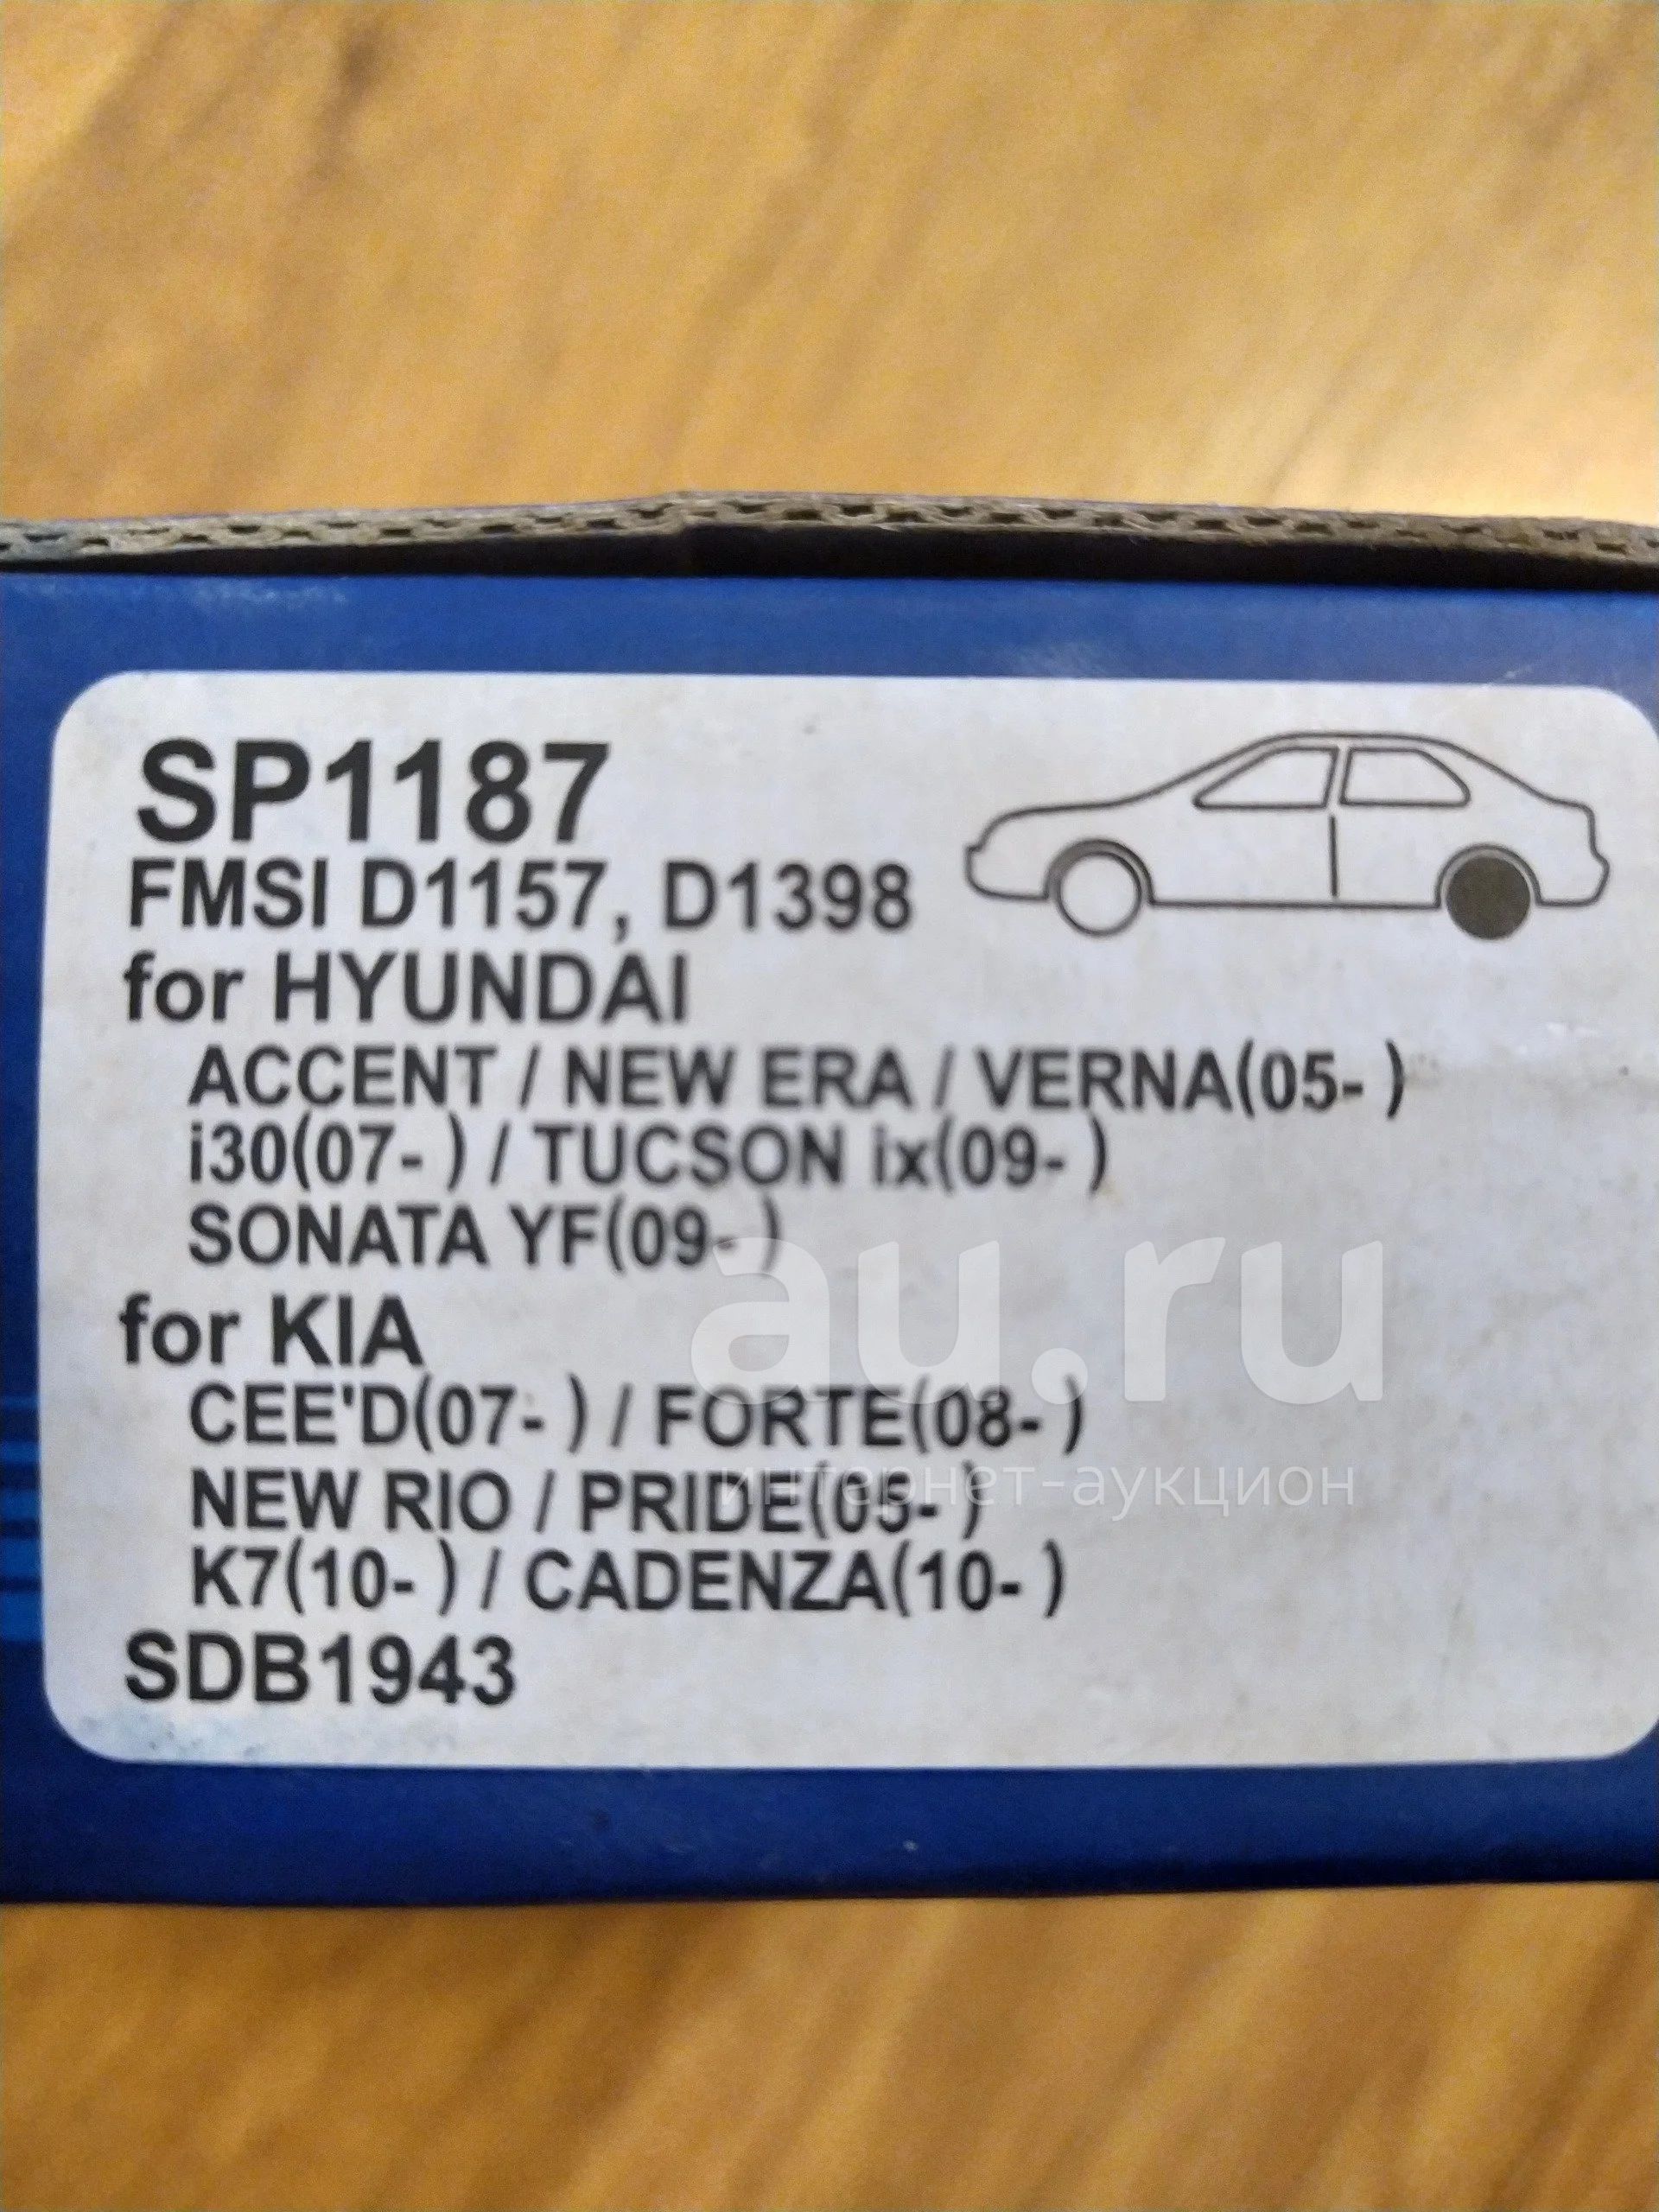 SP1187
FMSI D1157, D1398
for HYUNDAI
ACCENT / NEW ERA / VERNA(05- )
i30(07- ) / TUCSON ix(09- )
SONATA YF(09- )
for KIA
CEE'D(07- ) / FORTE(08- )
NEW RIO / PRIDE(05- )
K7(10- ) / CADENZA(10- )
SDB1943
au.ru
интернет-аукцион